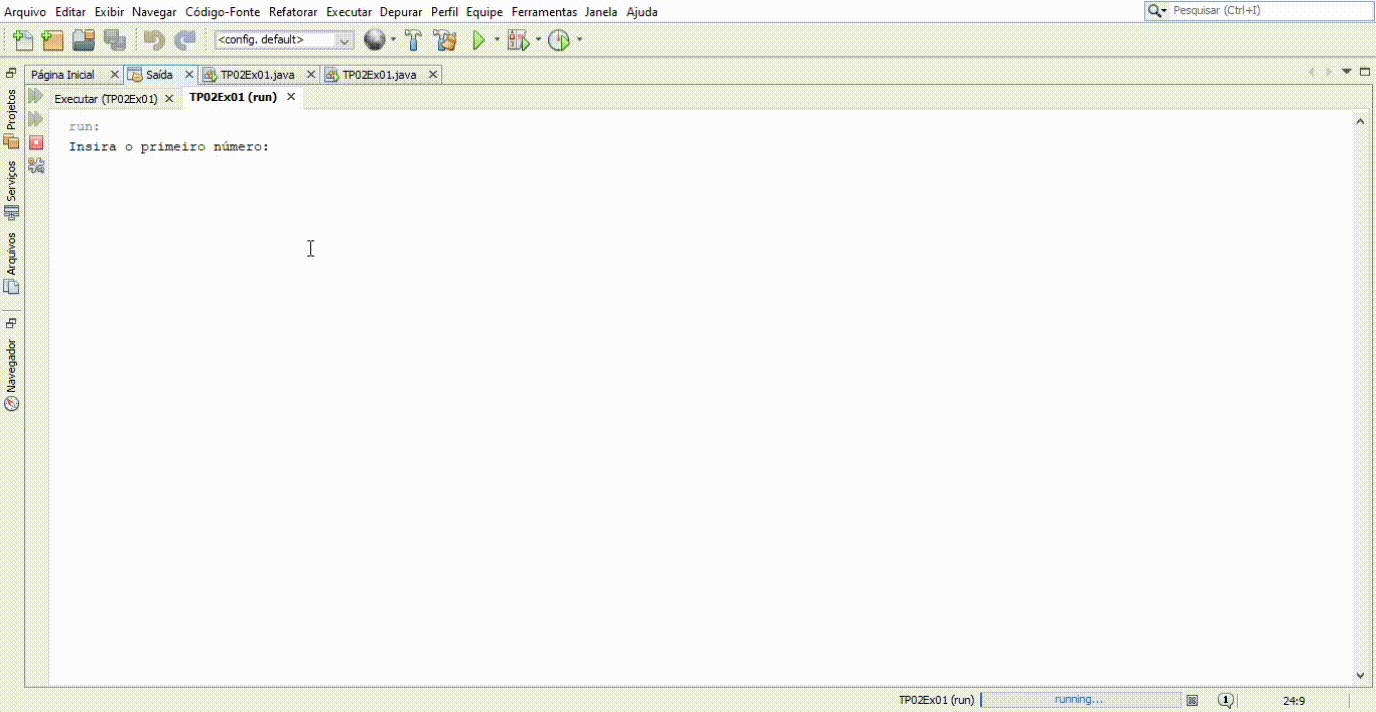 Arquivo Editar Exibir Navegar Código-Fonte Refatorar Executar Depurar Perfil Equipe Ferramentas Janela Ajuda
Pesquisar (Ctrl+I)
<config. default>
Página Inicial
Saída
TP02Ex01.java
TP02Ex01.java
Executar (TP02Ex01)
TP02Ex01 (run)
Projetos
Serviços
Arquivos
Navegador
run:
Insira o primeiro número:
TP02Ex01 (run)
running...
1
24:9